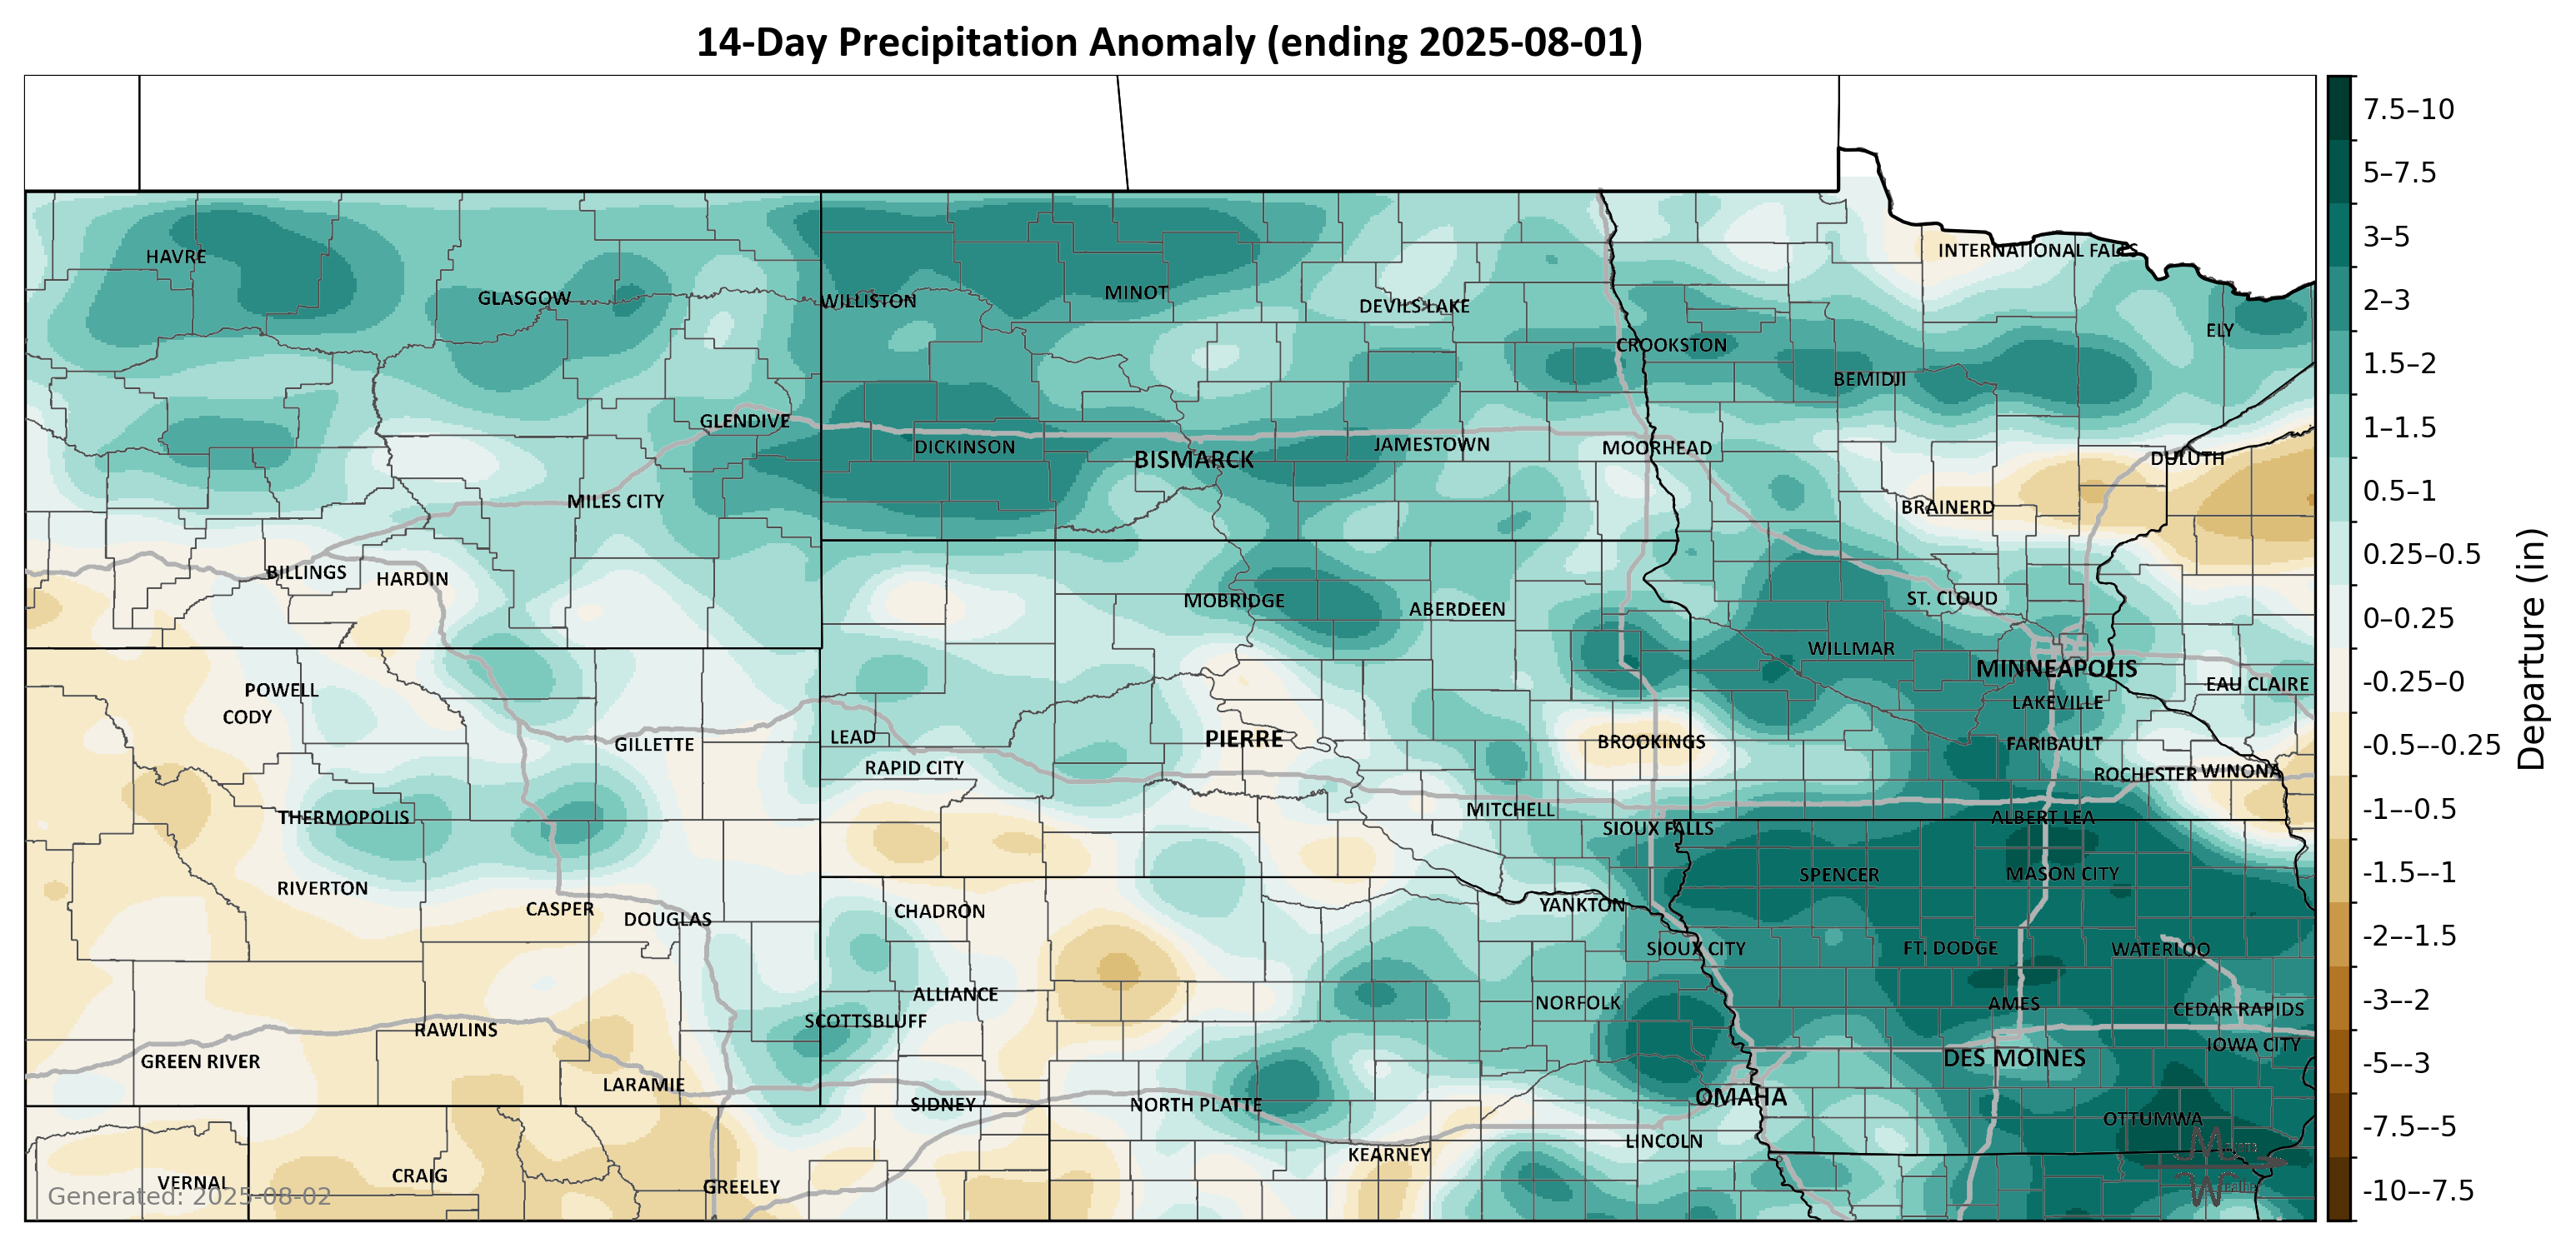 14-Day Precipitation Anomaly (ending 2025-08-01)
7.5–10
5–7.5
3–5
2–3
1.5–2
1–1.5
0.5–1
0.25–0.5
0–0.25
-0.25–0
-0.5–-0.25
-1–-0.5
-1.5–-1
-2–-1.5
-3–-2
-5–-3
-7.5–-5
-10–-7.5
Departure (in)
INTERNATIONAL FALLS
HAVRE
GLASGOW
WILLISTON
MINOT
DEVILS LAKE
ELY
CROOKSTON
BEMIDJI
GLENDIVE
DICKINSON
BISMARCK
JAMESTOWN
MOORHEAD
DULUTH
MILES CITY
BRAINERD
BILLINGS
HARDIN
MOBRIDGE
ABERDEEN
ST. CLOUD
WILLMAR
MINNEAPOLIS
EAU CLAIRE
POWELL
CODY
LAKEVILLE
GILLETTE
LEAD
PIERRE
BROOKINGS
FARIBAULT
RAPID CITY
ROCHESTER
WINONA
THERMOPOLIS
MITCHELL
SIOUX FALLS
ALBERT LEA
RIVERTON
SPENCER
MASON CITY
CASPER
DOUGLAS
CHADRON
YANKTON
SIOUX CITY
FT. DODGE
WATERLOO
ALLIANCE
NORFOLK
AMES
CEDAR RAPIDS
SCOTTSBLUFF
RAWLINS
GREEN RIVER
DES MOINES
IOWA CITY
LARAMIE
SIDNEY
NORTH PLATTE
OMAHA
OTTUMWA
LINCOLN
KEARNEY
VERNAL
CRAIG
GREELEY
Generated: 2025-08-02